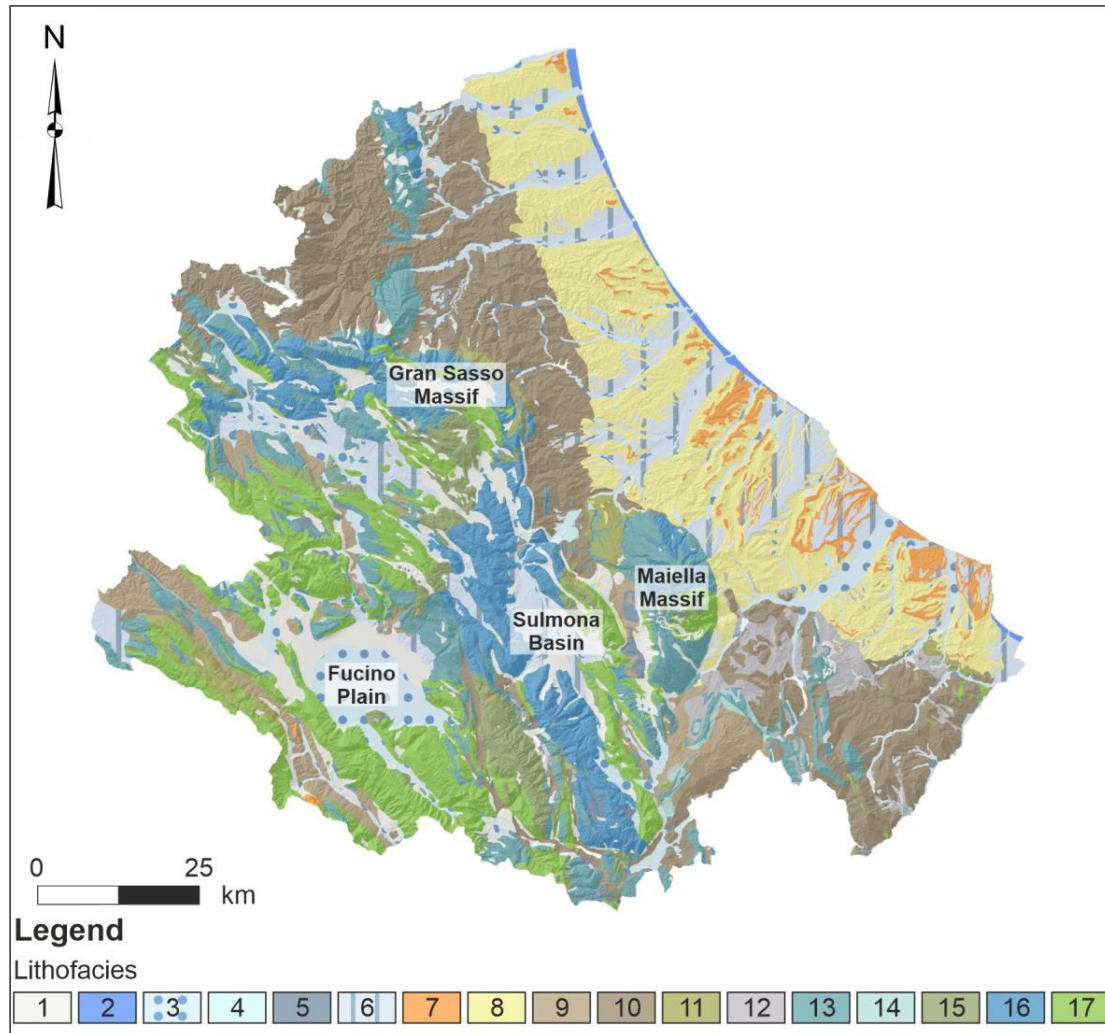 N
Gran Sasso
Massif
Maiella
Massif
Sulmona
Basin
Fucino
Plain
0 25
km
Legend
Lithofacies
1 2 3 4 5 6 7 8 9 10 11 12 13 14 15 16 17